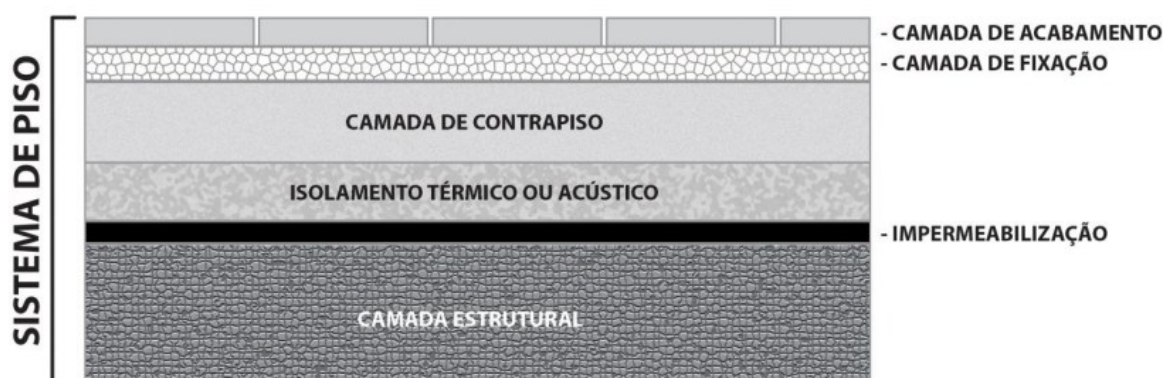 SISTEMA DE PISO
- CAMADA DE ACABAMENTO
- CAMADA DE FIXAÇÃO
CAMADA DE CONTRAPISO
ISOLAMENTO TÉRMICO OU ACÚSTICO
- IMPERMEABILIZAÇÃO
CAMADA ESTRUTURAL